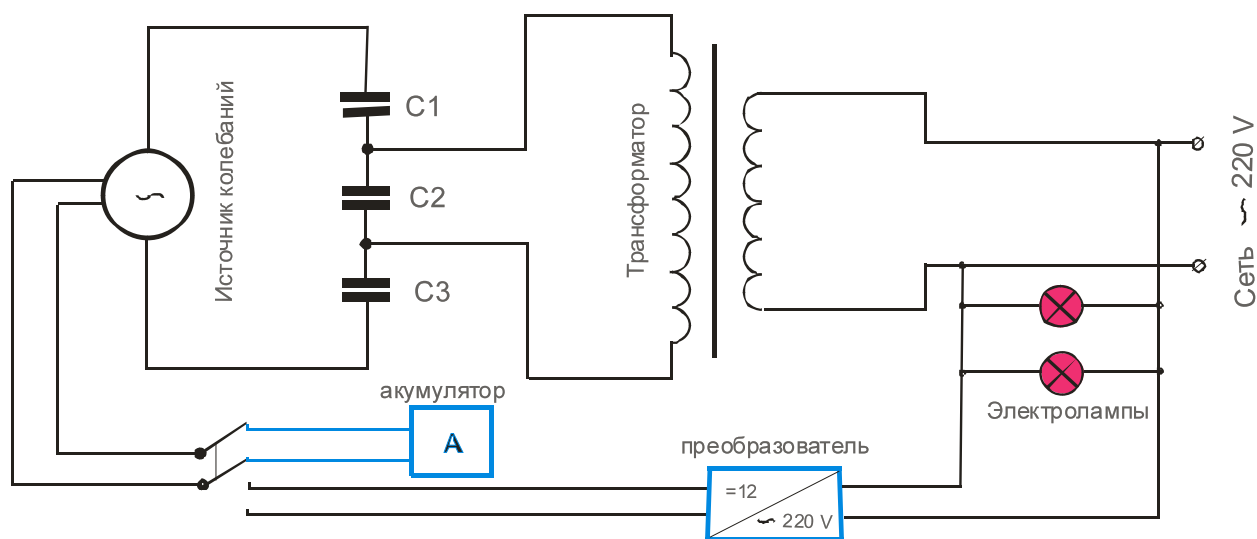 Источник колебаний
C1
C2
C3
Трансформатор
Сеть ~ 220 V
Электролампы
акумулятор
A
преобразователь
=12
~ 220 V